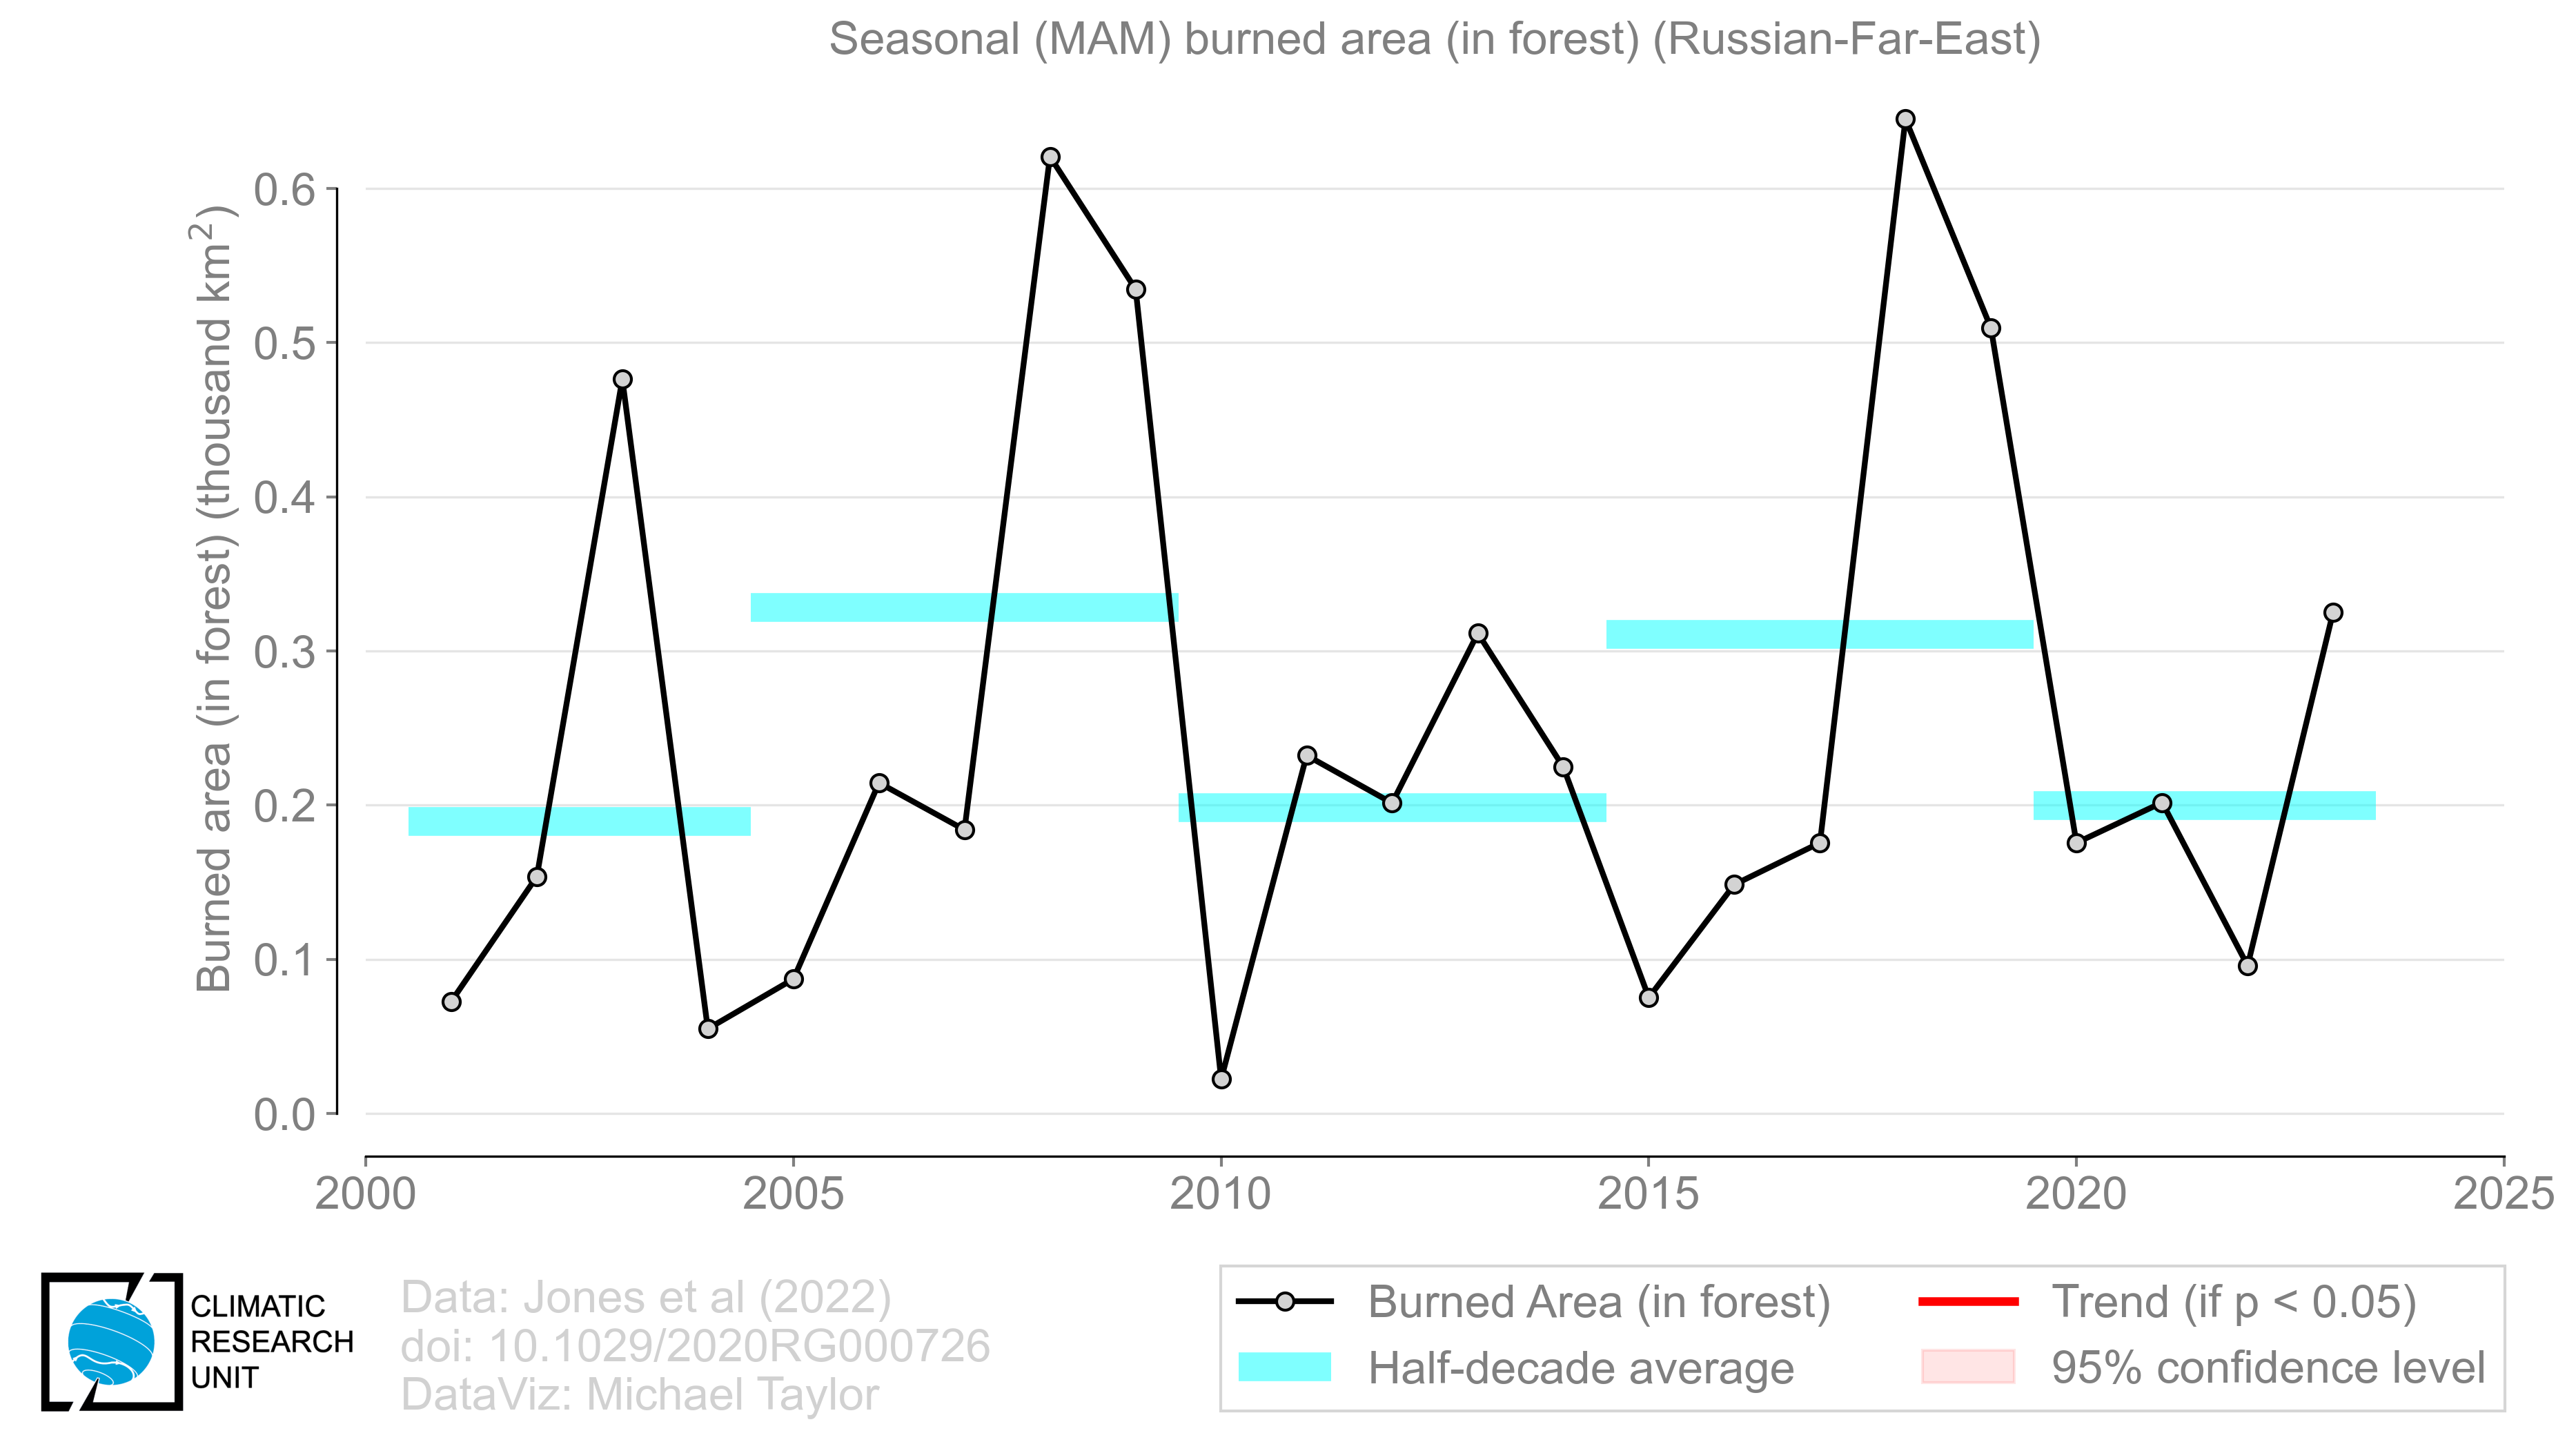 Seasonal (MAM) burned area (in forest) (Russian-Far-East)
Burned area (in forest) (thousand km²)
0.6
0.5
0.4
0.3
0.2
0.1
0.0
2000 2005 2010 2015 2020 2025
CLIMATIC
RESEARCH
UNIT
Data: Jones et al (2022)
doi: 10.1029/2020RG000726
DataViz: Michael Taylor
Burned Area (in forest)
Half-decade average
Trend (if p < 0.05)
95% confidence level